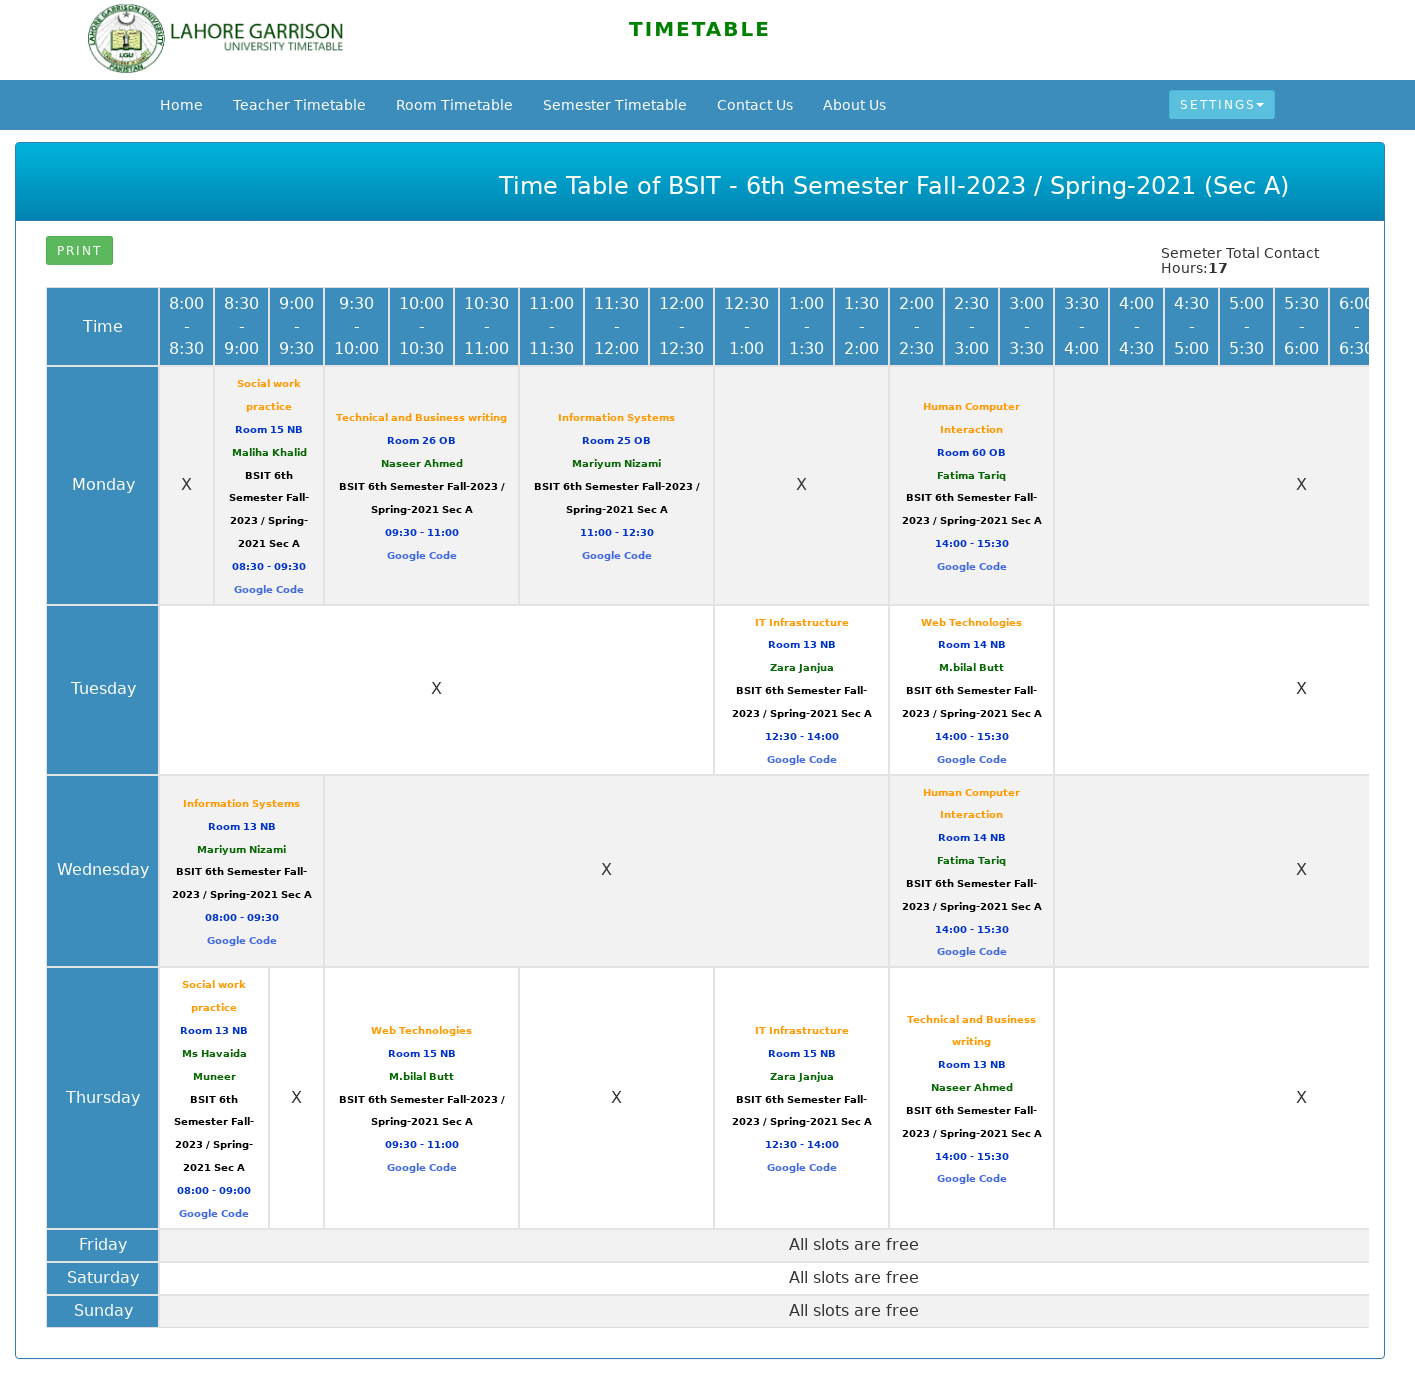 LAHORE GARRISON
UNIVERSITY TIMETABLE
TIMETABLE
Home
Teacher Timetable
Room Timetable
Semester Timetable
Contact Us
About Us
SETTINGS
Time Table of BSIT - 6th Semester Fall-2023 / Spring-2021 (Sec A)
PRINT
Semeter Total Contact
Hours:17
Time
8:00
-
8:30
8:30
-
9:00
9:00
-
9:30
9:30
-
10:00
10:00
-
10:30
10:30
-
11:00
11:00
-
11:30
11:30
-
12:00
12:00
-
12:30
12:30
-
1:00
1:00
-
1:30
1:30
-
2:00
2:00
-
2:30
2:30
-
3:00
3:00
-
3:30
3:30
-
4:00
4:00
-
4:30
4:30
-
5:00
5:00
-
5:30
5:30
-
6:00
6:00
-
6:30
Monday
X
Social work
practice
Room 15 NB
Maliha Khalid
BSIT 6th
Semester Fall-
2023 / Spring-
2021 Sec A
08:30 - 09:30
Google Code
Technical and Business writing
Room 26 OB
Naseer Ahmed
BSIT 6th Semester Fall-2023 /
Spring-2021 Sec A
09:30 - 11:00
Google Code
Information Systems
Room 25 OB
Mariyum Nizami
BSIT 6th Semester Fall-2023 /
Spring-2021 Sec A
11:00 - 12:30
Google Code
X
Human Computer
Interaction
Room 60 OB
Fatima Tariq
BSIT 6th Semester Fall-
2023 / Spring-2021 Sec A
14:00 - 15:30
Google Code
X
Tuesday
X
IT Infrastructure
Room 13 NB
Zara Janjua
BSIT 6th Semester Fall-
2023 / Spring-2021 Sec A
12:30 - 14:00
Google Code
Web Technologies
Room 14 NB
M.bilal Butt
BSIT 6th Semester Fall-
2023 / Spring-2021 Sec A
14:00 - 15:30
Google Code
X
Wednesday
Information Systems
Room 13 NB
Mariyum Nizami
BSIT 6th Semester Fall-
2023 / Spring-2021 Sec A
08:00 - 09:30
Google Code
X
Human Computer
Interaction
Room 14 NB
Fatima Tariq
BSIT 6th Semester Fall-
2023 / Spring-2021 Sec A
14:00 - 15:30
Google Code
X
Thursday
Social work
practice
Room 13 NB
Ms Havaida
Muneer
BSIT 6th
Semester Fall-
2023 / Spring-
2021 Sec A
08:00 - 09:00
Google Code
X
Web Technologies
Room 15 NB
M.bilal Butt
BSIT 6th Semester Fall-2023 /
Spring-2021 Sec A
09:30 - 11:00
Google Code
X
IT Infrastructure
Room 15 NB
Zara Janjua
BSIT 6th Semester Fall-
2023 / Spring-2021 Sec A
12:30 - 14:00
Google Code
Technical and Business
writing
Room 13 NB
Naseer Ahmed
BSIT 6th Semester Fall-
2023 / Spring-2021 Sec A
14:00 - 15:30
Google Code
X
Friday
All slots are free
Saturday
All slots are free
Sunday
All slots are free